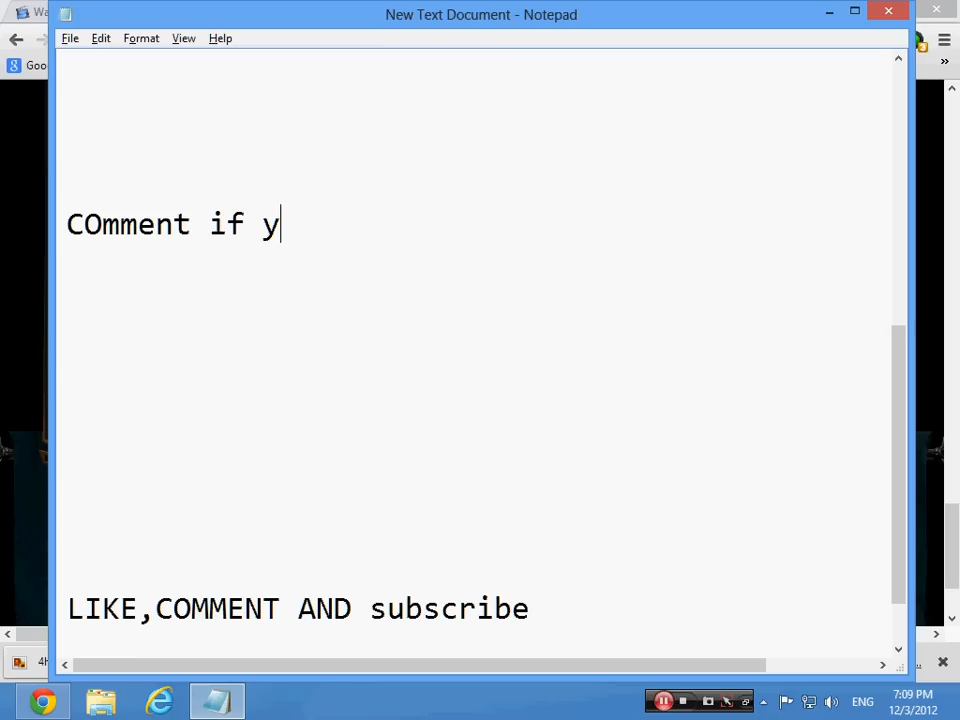 New Text Document - Notepad
File Edit Format View Help
Goo
COmment if y
LIKE,COMMENT AND subscribe
ENG
7:09 PM
12/3/2012